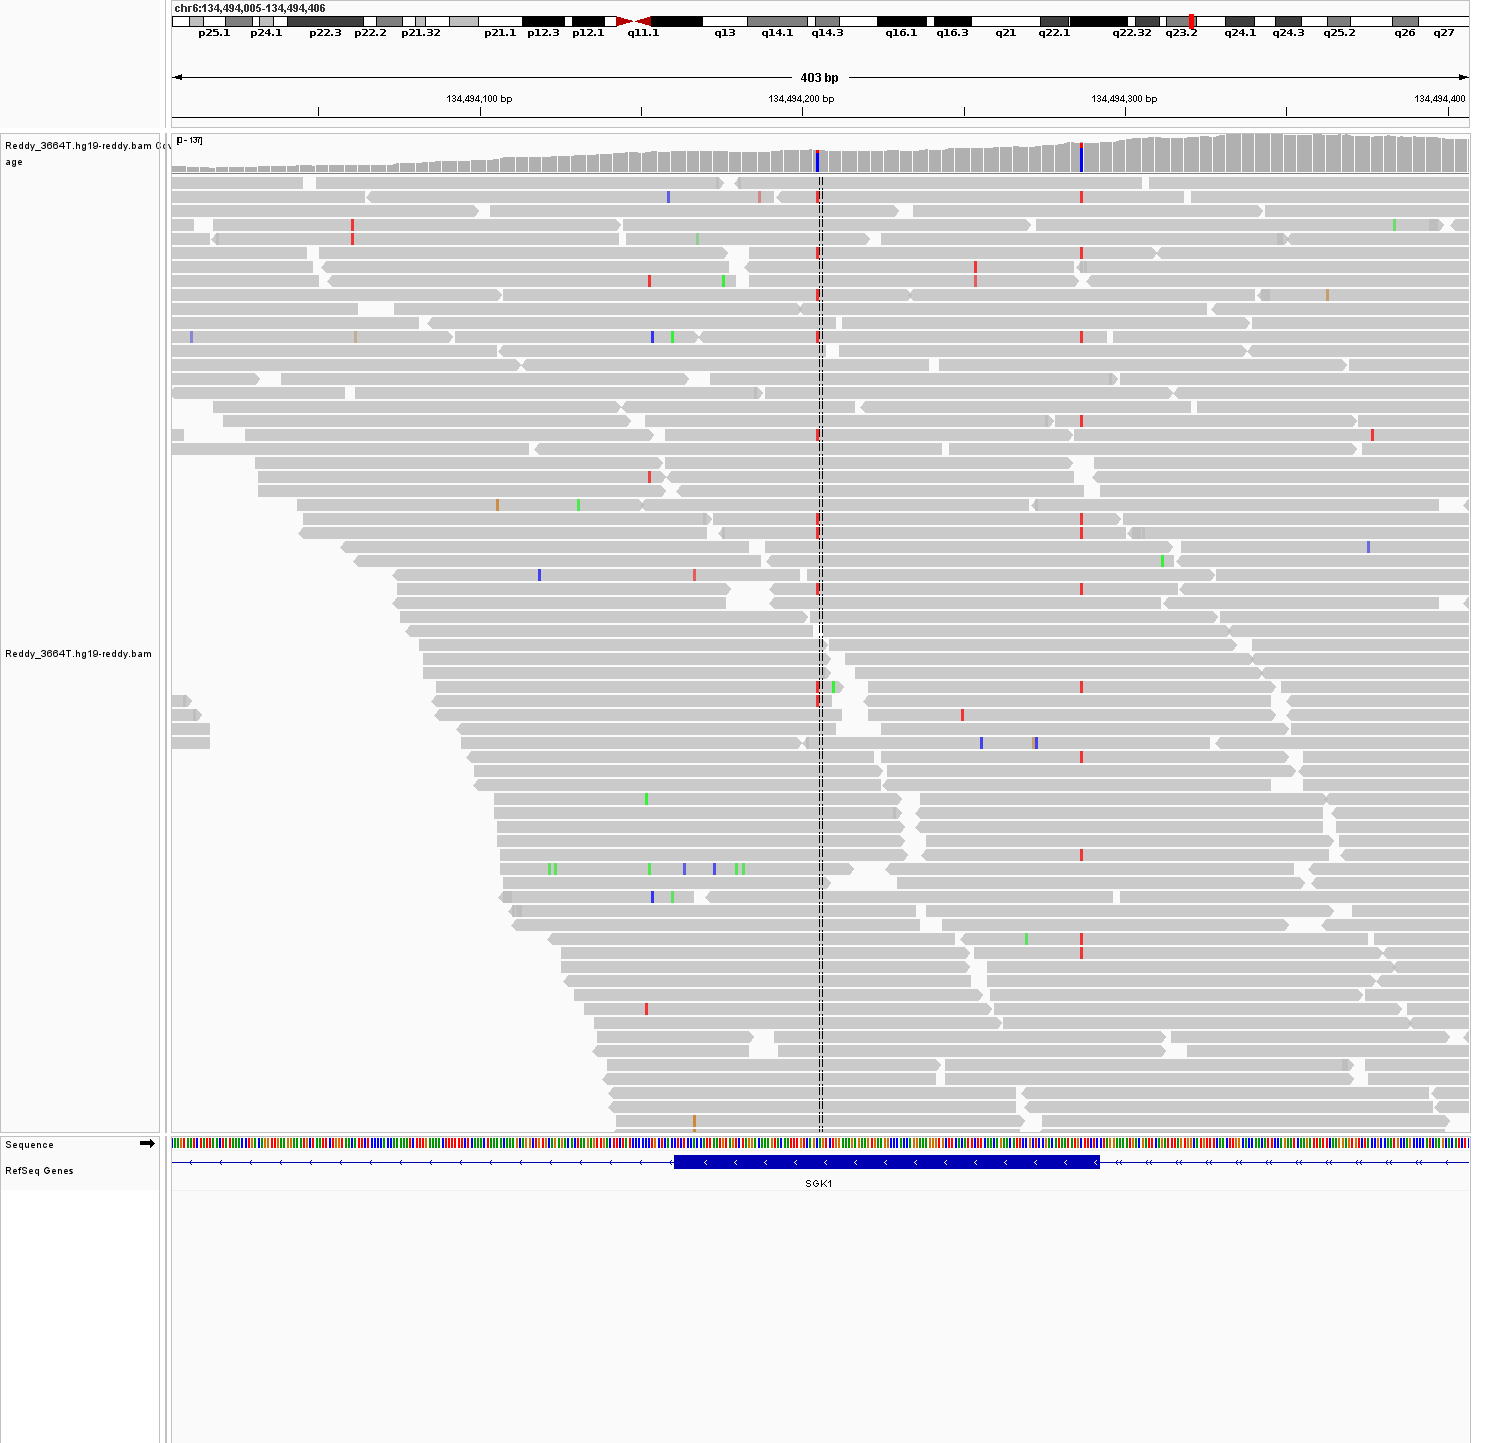 chr6:134,494,005-134,494,406
p25.1 p24.1 p22.3 p22.2 p21.32 p21.1 p12.3 p12.1 q11.1 q13 q14.1 q14.3 q16.1 q16.3 q21 q22.1 q22.32 q23.2 q24.1 q24.3 q25.2 q26 q27
403 bp
134,494,100 bp 134,494,200 bp 134,494,300 bp 134,494,400
Reddy_3664T.hg19-reddy.bam Cov
age
[0 - 137]
Reddy_3664T.hg19-reddy.bam
Sequence
RefSeq Genes
SGK1